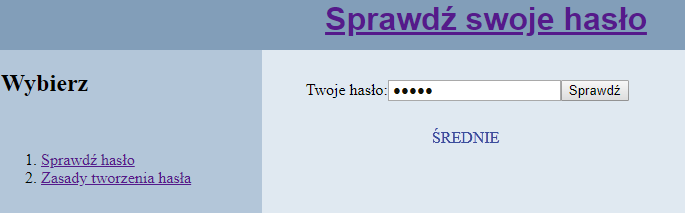 Sprawdź swoje hasło
Wybierz
1. Sprawdź hasło
2. Zasady tworzenia hasła
Twoje hasło: ●●●●● Sprawdź
ŚREDNIE